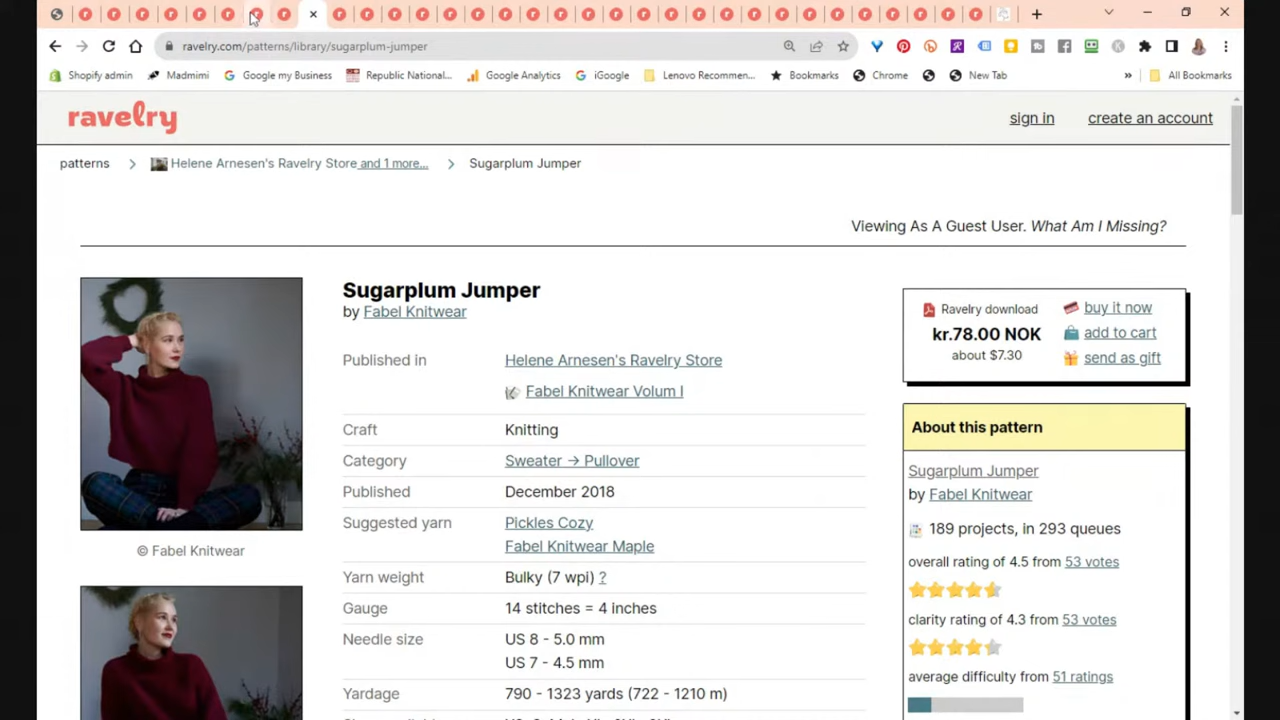 ravelry.com/patterns/library/sugarplum-jumper
Shopify admin
Madmimi
Google my Business
Republic National...
Google Analytics
iGoogle
Lenovo Recommen...
Bookmarks
Chrome
New Tab
»
All Bookmarks
ravelry
sign in
create an account
patterns
Helene Arnesen's Ravelry Store and 1 more...
Sugarplum Jumper
Viewing As A Guest User. What Am I Missing?
Sugarplum Jumper
by Fabel Knitwear
Published in Helene Arnesen's Ravelry Store
Fabel Knitwear Volum I
Craft Knitting
Category Sweater → Pullover
Published December 2018
Suggested yarn Pickles Cozy
Fabel Knitwear Maple
Yarn weight Bulky (7 wpi) ?
Gauge 14 stitches = 4 inches
Needle size US 8 - 5.0 mm
US 7 - 4.5 mm
Yardage 790 - 1323 yards (722 - 1210 m)
© Fabel Knitwear
Ravelry download
kr.78.00 NOK
about $7.30
buy it now
add to cart
send as gift
About this pattern
Sugarplum Jumper
by Fabel Knitwear
189 projects, in 293 queues
overall rating of 4.5 from 53 votes
clarity rating of 4.3 from 53 votes
average difficulty from 51 ratings